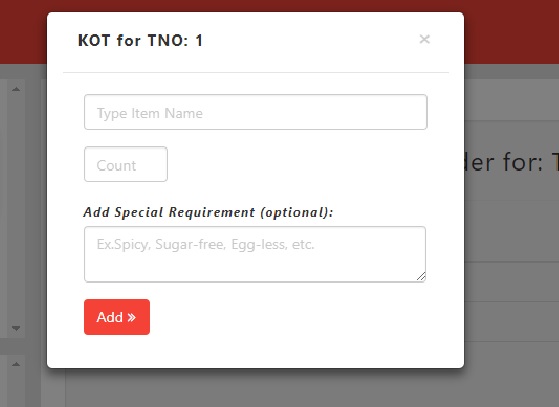 KOT for TNO: 1
×
Type Item Name
der for: T
Count
Add Special Requirement (optional):
Ex.Spicy, Sugar-free, Egg-less, etc.
Add »